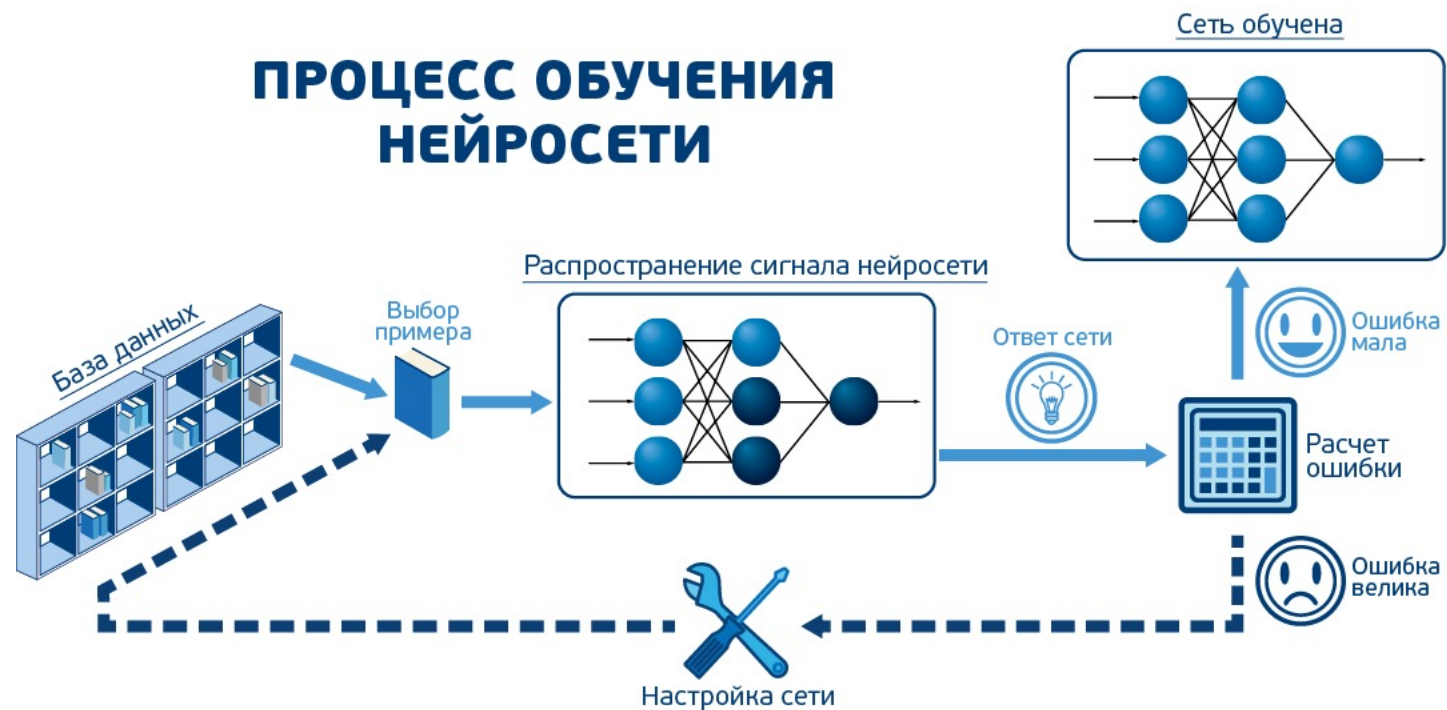 ПРОЦЕСС ОБУЧЕНИЯ
НЕЙРОСЕТИ
Сеть обучена
Распространение сигнала нейросети
База данных
Выбор
примера
Ответ сети
Ошибка
мала
Расчет
ошибки
Ошибка
велика
Настройка сети